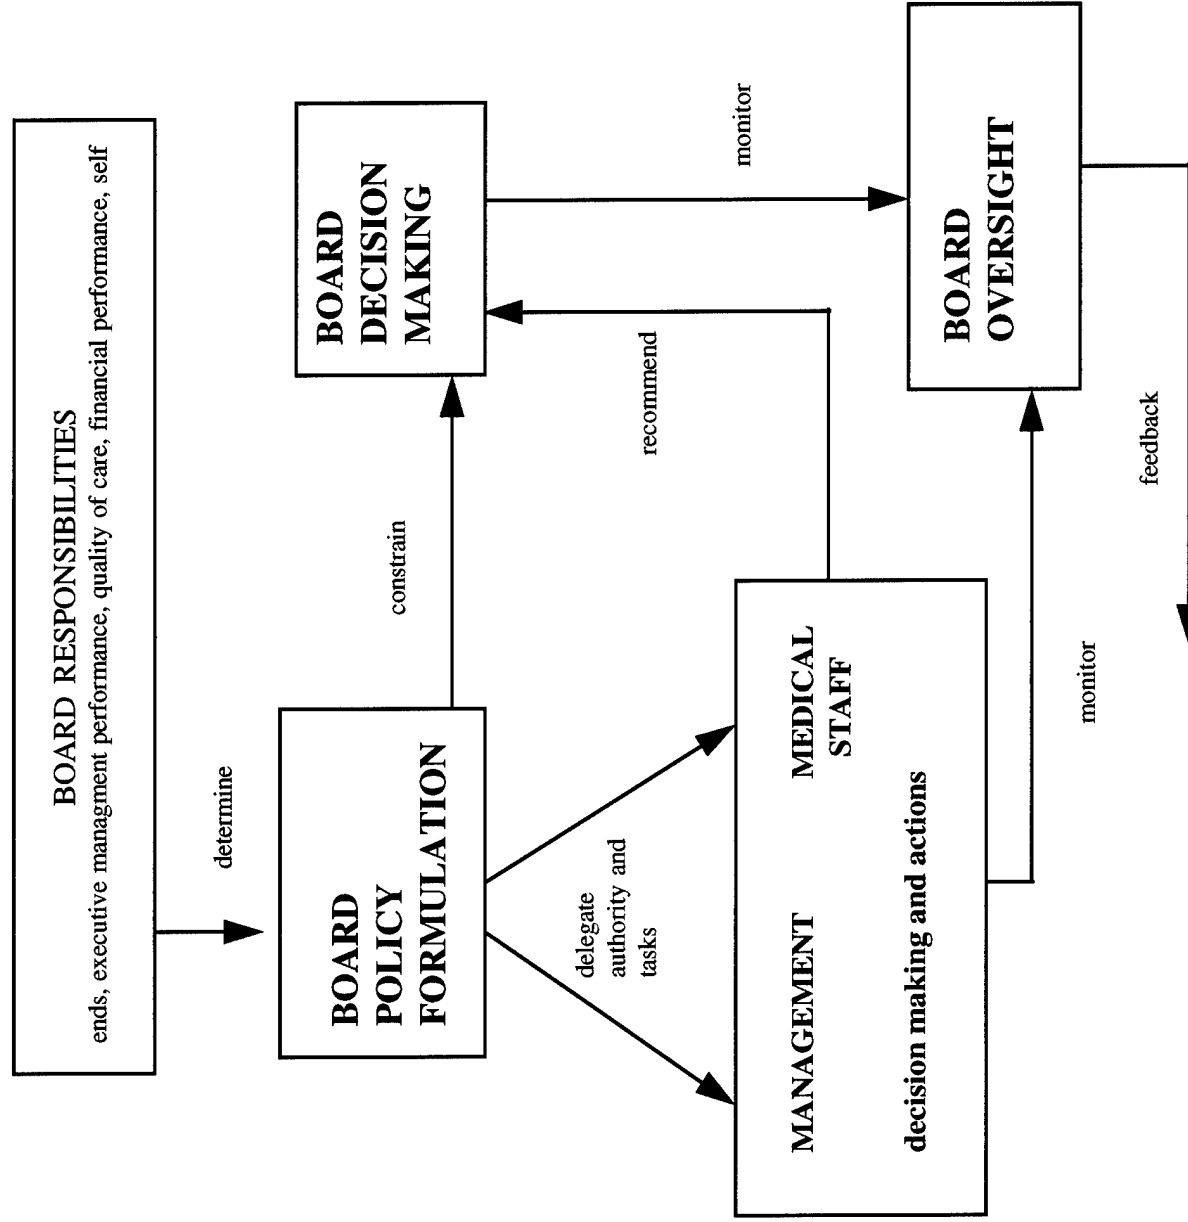 BOARD RESPONSIBILITIES
ends, executive managment performance, quality of care, financial performance, self
determine
BOARD
POLICY
FORMULATION
constrain
BOARD
DECISION
MAKING
delegate
authority and
tasks
recommend
monitor
MANAGEMENT
MEDICAL
STAFF
decision making and actions
BOARD
OVERSIGHT
monitor
feedback